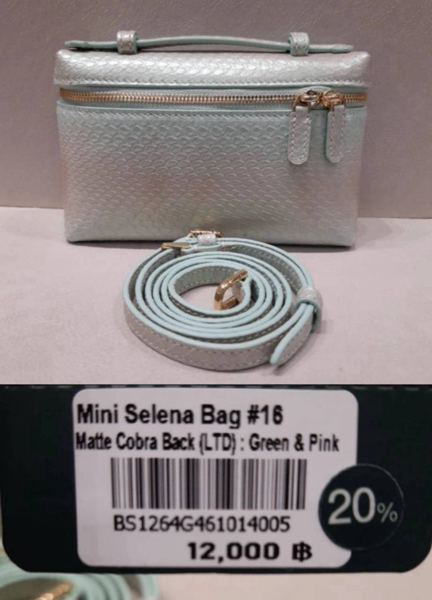 Mini Selena Bag #16
Matte Cobra Back (LTD) : Green & Pink
BS1264G461014005
20%
12,000 ฿